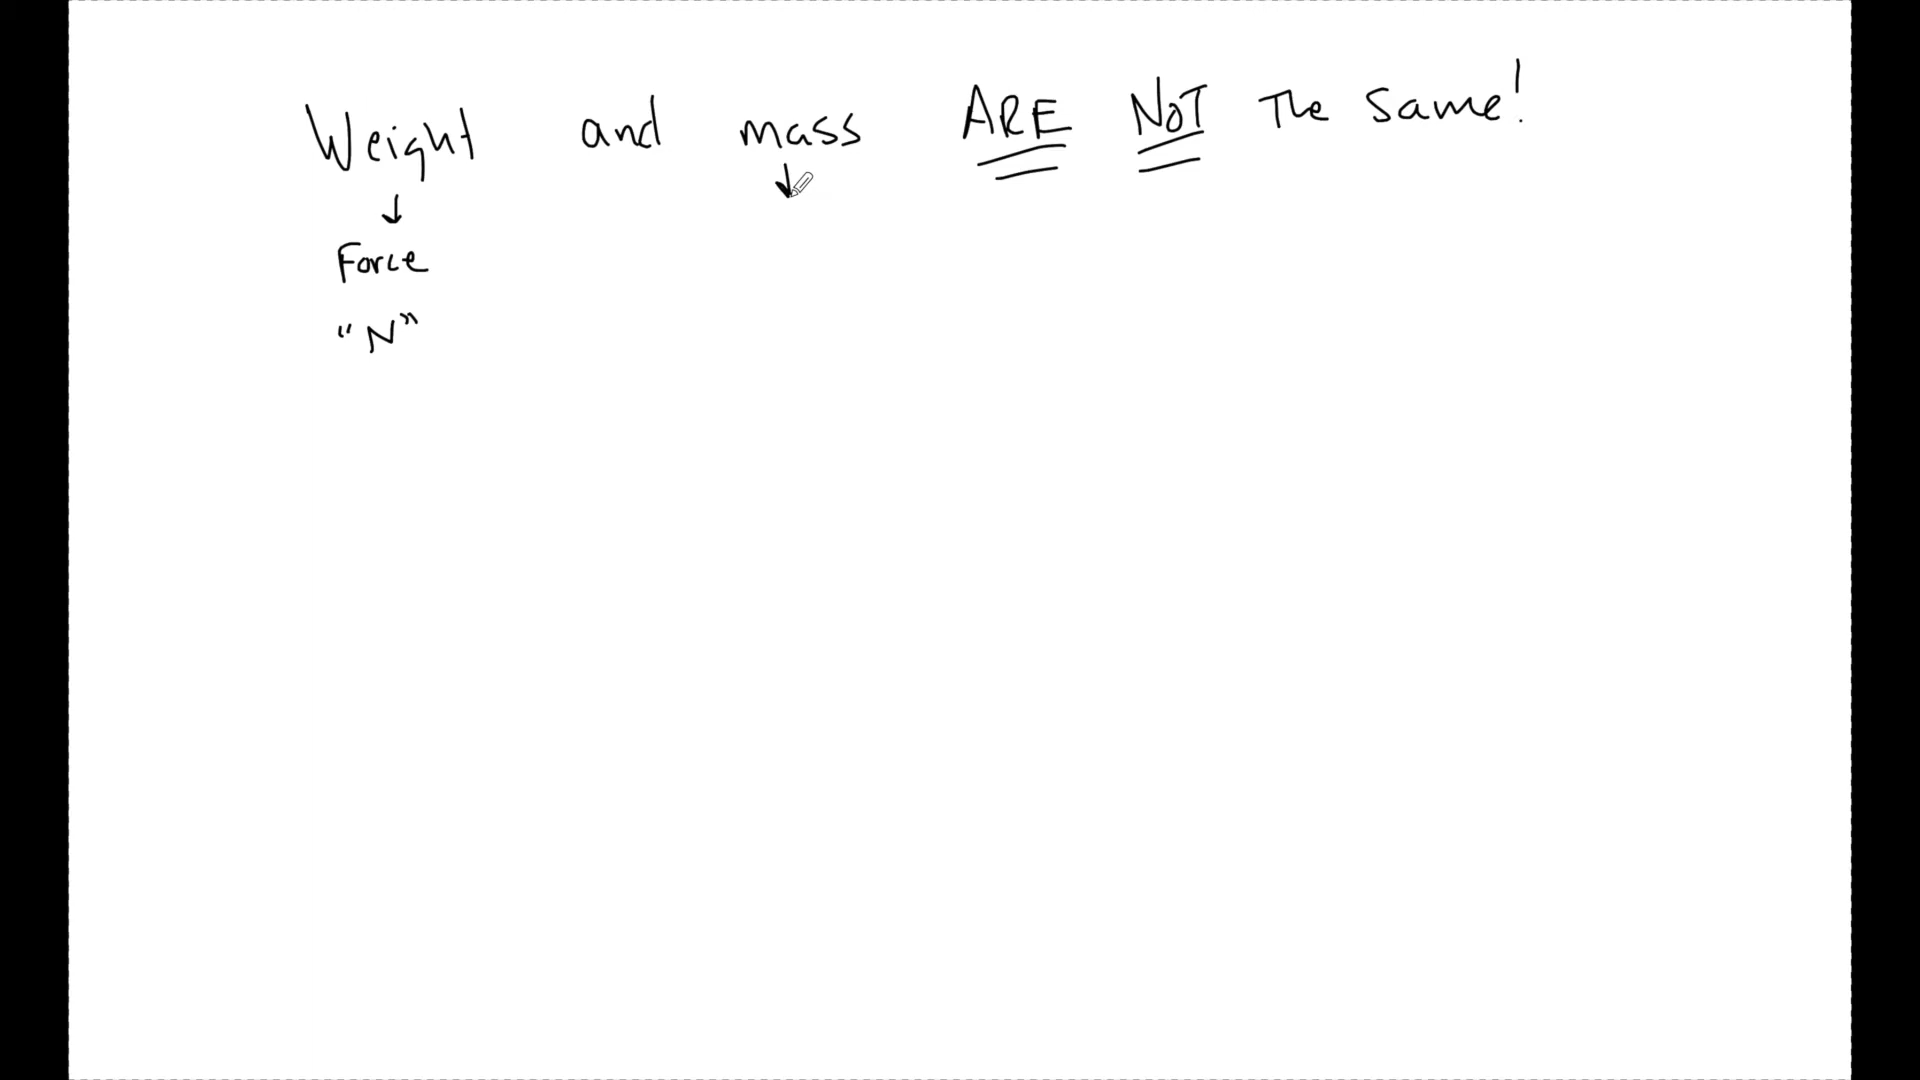 Weight and mass ARE NOT The same!
↓ ↓
Force
"N"